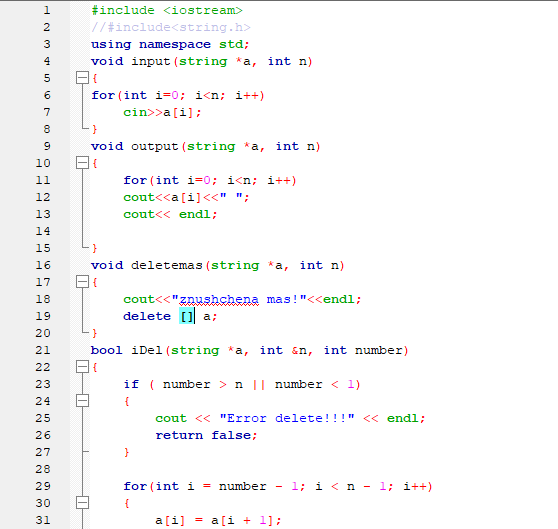 1 #include <iostream>
2 //#include<string.h>
3 using namespace std;
4 void input(string *a, int n)
5 {
6 for(int i=0; i<n; i++)
7 cin>>a[i];
8 }
9 void output(string *a, int n)
10 {
11 for(int i=0; i<n; i++)
12 cout<<a[i]<<" ";
13 cout<< endl;
14
15 }
16 void deletemas(string *a, int n)
17 {
18 cout<<"znushchena mas!"<<endl;
19 delete [] a;
20 }
21 bool iDel(string *a, int &n, int number)
22 {
23 if ( number > n || number < 1)
24 {
25 cout << "Error delete!!!" << endl;
26 return false;
27 }
28
29 for(int i = number - 1; i < n - 1; i++)
30 {
31 a[i] = a[i + 1];